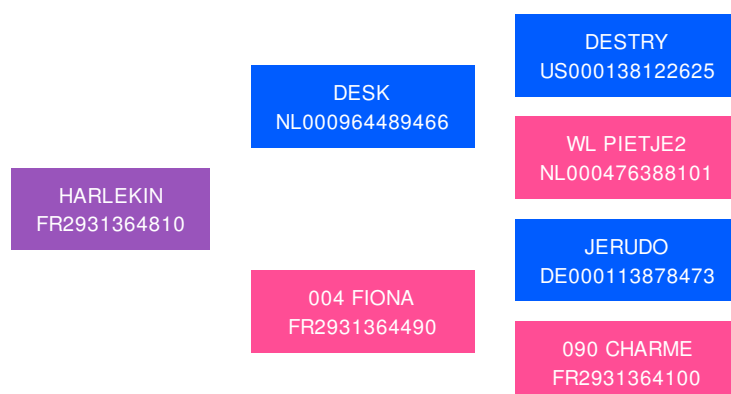 HARLEKIN
FR2931364810
DESK
NL000964489466
004 FIONA
FR2931364490
DESTRY
US000138122625
WL PIETJE2
NL000476388101
JERUDO
DE000113878473
090 CHARME
FR2931364100